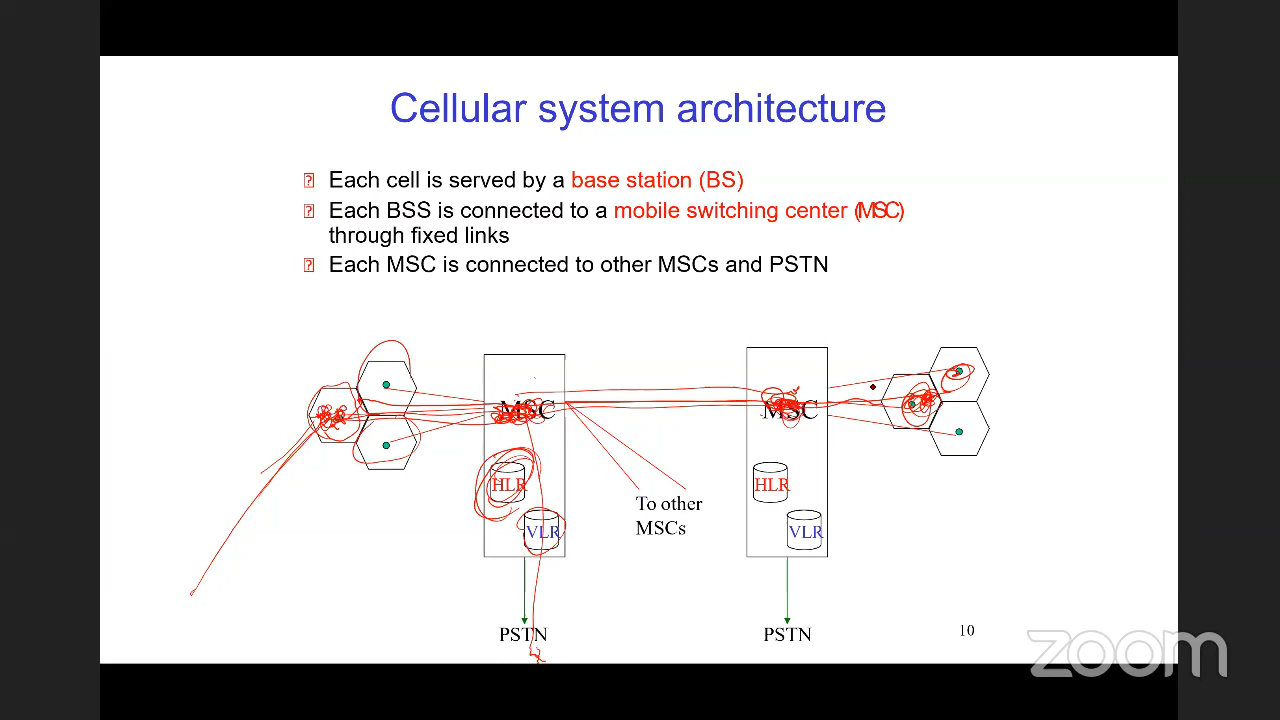 Cellular system architecture
Each cell is served by a base station (BS)
Each BSS is connected to a mobile switching center (MSC)
through fixed links
Each MSC is connected to other MSCs and PSTN
MSC
MSC
HLR
HLR
To other
MSCs
VLR
VLR
PSTN
PSTN
10
zoom